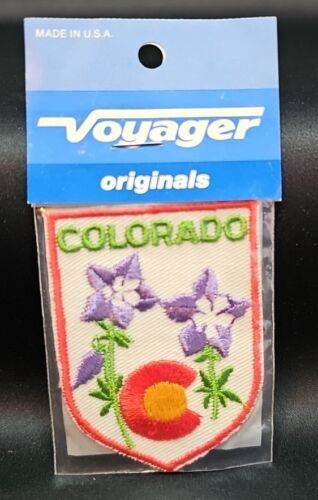 MADE IN U.S.A.
Voyager
originals
COLORADO